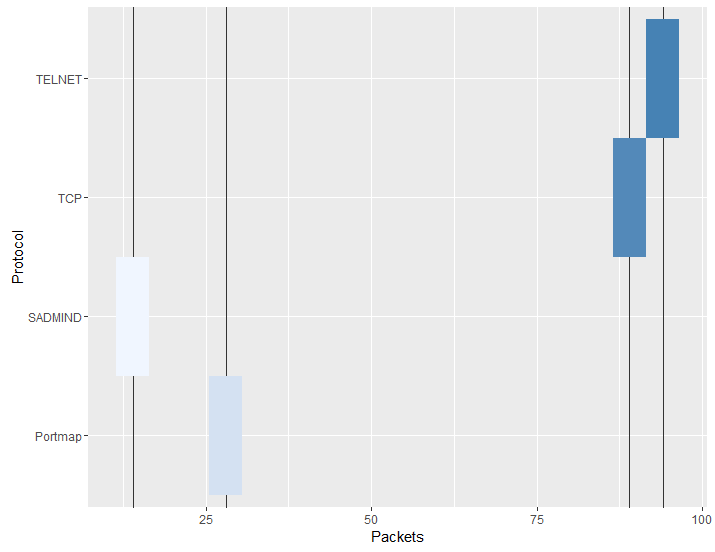 Protocol
TELNET
TCP
SADMIND
Portmap
25 50 75 100
Packets